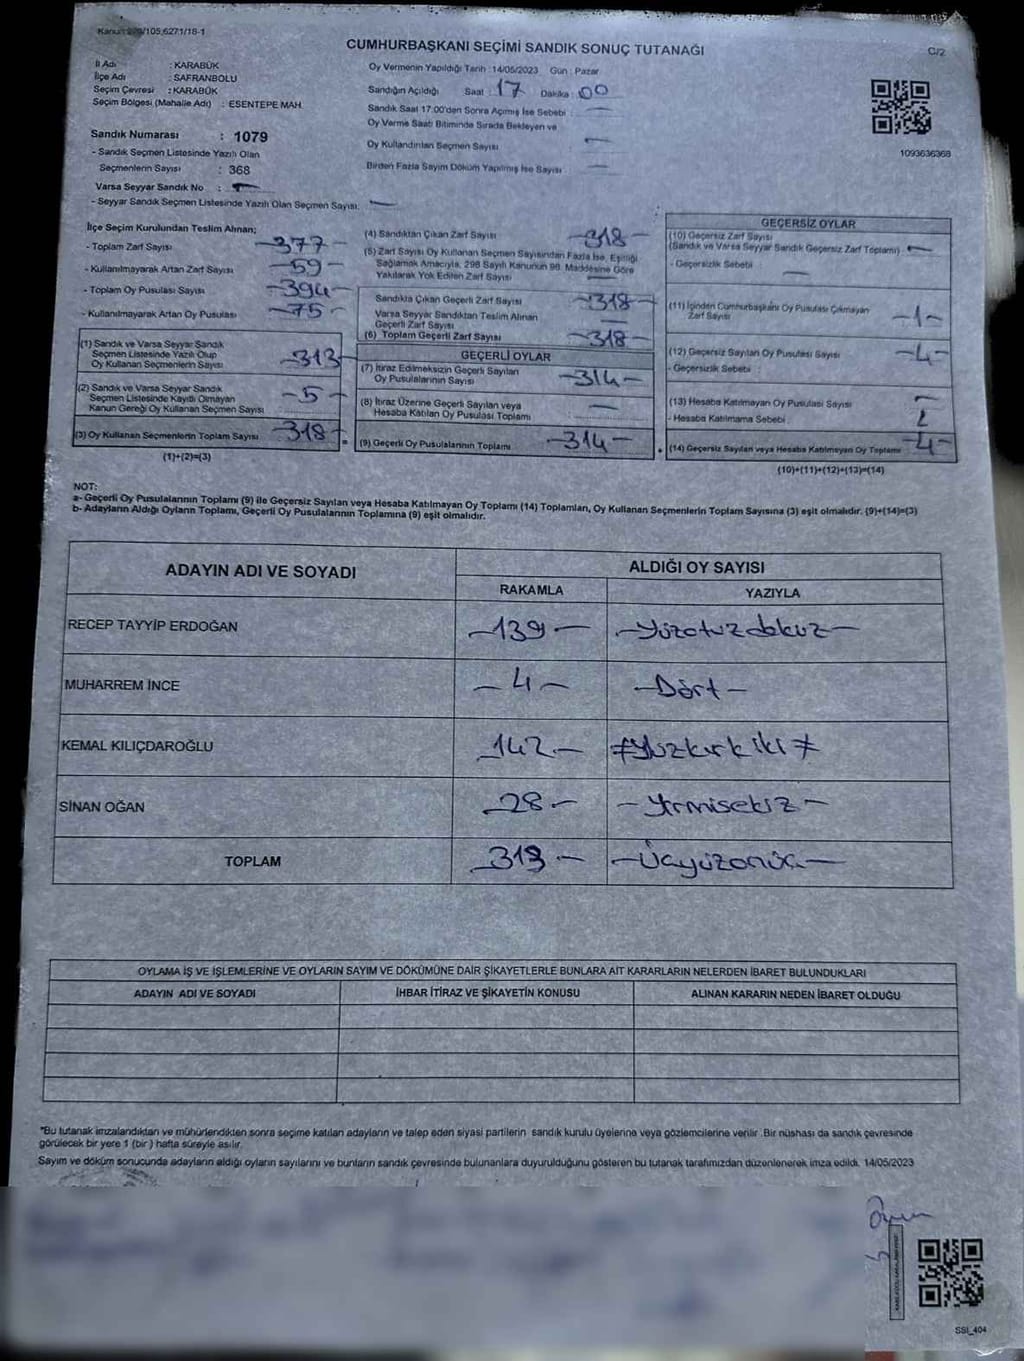 CUMHURBAŞKANI SEÇİMİ SANDIK SONUÇ TUTANAĞI
C/2
İl Adı : KARABÜK
İlçe Adı : SAFRANBOLU
Seçim Çevresi : KARABÜK
Seçim Bölgesi (Mahalle Adı) : ESENTEPE MAH.
Sandık Numarası : 1079
- Sandık Seçmen Listesinde Yazılı Olan
Seçmenlerin Sayısı : 368
Varsa Seyyar Sandık No : —
- Seyyar Sandık Seçmen Listesinde Yazılı Olan Seçmen Sayısı: —
Oy Vermenin Yapıldığı Tarih : 14/05/2023 Gün : Pazar
Sandığın Açıldığı Saat : 17 Dakika : 00
Sandık Saat 17:00'den Sonra Açılmış İse Sebebi : —
Oy Verme Saati Bitiminde Sırada Bekleyen ve
Oy Kullandırılan Seçmen Sayısı —
Birden Fazla Sayım Döküm Yapılmış İse Sayısı —
1093636368
İlçe Seçim Kurulundan Teslim Alınan;
- Toplam Zarf Sayısı -377-
- Kullanılmayarak Artan Zarf Sayısı -59-
- Toplam Oy Pusulası Sayısı -394-
- Kullanılmayarak Artan Oy Pusulası -75-
(1) Sandık ve Varsa Seyyar Sandık
Seçmen Listesinde Yazılı Olup
Oy Kullanan Seçmenlerin Sayısı -313-
(2) Sandık ve Varsa Seyyar Sandık
Seçmen Listesinde Kayıtlı Olmayan
Kanun Gereği Oy Kullanan Seçmen Sayısı -5-
(3) Oy Kullanan Seçmenlerin Toplam Sayısı -318-
(1)+(2)=(3)
(4) Sandıktan Çıkan Zarf Sayısı -318-
(5) Zarf Sayısı Oy Kullanan Seçmen Sayısından Fazla İse, Eşitliği
Sağlamak Amacıyla, 298 Sayılı Kanunun 98. Maddesine Göre
Yakılarak Yok Edilen Zarf Sayısı —
Sandıkta Çıkan Geçerli Zarf Sayısı -318-
Varsa Seyyar Sandıktan Teslim Alınan
Geçerli Zarf Sayısı —
(6) Toplam Geçerli Zarf Sayısı -318-
GEÇERLİ OYLAR
(7) İtiraz Edilmeksizin Geçerli Sayılan
Oy Pusulalarının Sayısı -314-
(8) İtiraz Üzerine Geçerli Sayılan veya
Hesaba Katılan Oy Pusulası Toplamı —
(9) Geçerli Oy Pusulalarının Toplamı -314-
GEÇERSİZ OYLAR
(10) Geçersiz Zarf Sayısı
(Sandık ve Varsa Seyyar Sandık Geçersiz Zarf Toplamı) —
- Geçersizlik Sebebi —
(11) İçinden Cumhurbaşkanı Oy Pusulası Çıkmayan
Zarf Sayısı -1-
(12) Geçersiz Sayılan Oy Pusulası Sayısı -4-
- Geçersizlik Sebebi :
(13) Hesaba Katılmayan Oy Pusulası Sayısı —
- Hesaba Katılmama Sebebi
(14) Geçersiz Sayılan veya Hesaba Katılmayan Oy Toplamı -4-
(10)+(11)+(12)+(13)=(14)
NOT:
a- Geçerli Oy Pusulalarının Toplamı (9) ile Geçersiz Sayılan veya Hesaba Katılmayan Oy Toplamı (14) Toplamları, Oy Kullanan Seçmenlerin Toplam Sayısına (3) eşit olmalıdır. (9)+(14)=(3)
b- Adayların Aldığı Oyların Toplamı, Geçerli Oy Pusulalarının Toplamına (9) eşit olmalıdır.
ADAYIN ADI VE SOYADI ALDIĞI OY SAYISI
RAKAMLA YAZIYLA
RECEP TAYYİP ERDOĞAN -139- -Yüzotuzdokuz-
MUHARREM İNCE -4- -Dört-
KEMAL KILIÇDAROĞLU -142- ≠Yüzkırkiki≠
SİNAN OĞAN -28- -Yirmisekiz-
TOPLAM -313- -Üçyüzonüç-
OYLAMA İŞ VE İŞLEMLERİNE VE OYLARIN SAYIM VE DÖKÜMÜNE DAİR ŞİKAYETLERLE BUNLARA AİT KARARLARIN NELERDEN İBARET BULUNDUKLARI
ADAYIN ADI VE SOYADI İHBAR İTİRAZ VE ŞİKAYETİN KONUSU ALINAN KARARIN NEDEN İBARET OLDUĞU
*Bu tutanak imzalandıktan ve mühürlendikten sonra seçime katılan adayların ve talep eden siyasi partilerin sandık kurulu üyelerine veya gözlemcilerine verilir. Bir nüshası da sandık çevresinde
görülecek bir yere 1 (bir) hafta süreyle asılır.
Sayım ve döküm sonucunda adayların aldığı oyların sayılarını ve bunların sandık çevresinde bulunanlara duyurulduğunu gösteren bu tutanak tarafımızdan düzenlenerek imza edildi. 14/05/2023
SSI_404